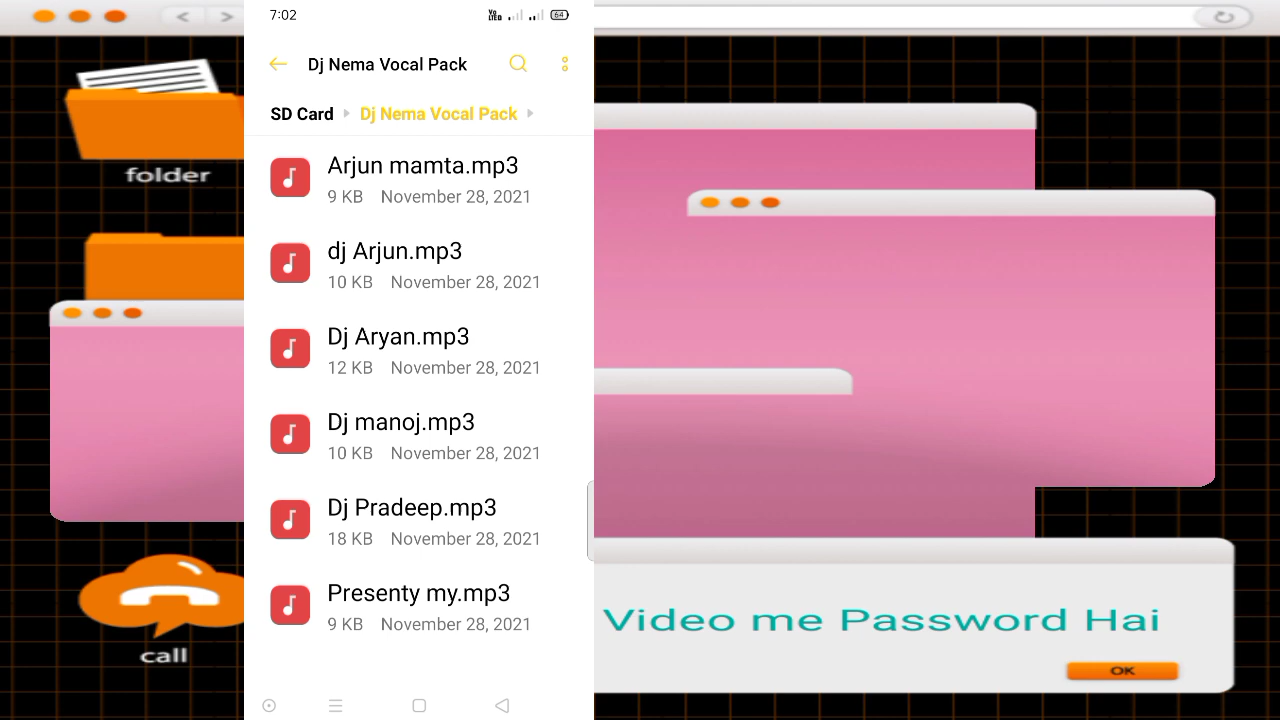 7:02
Vo LTED
64
Dj Nema Vocal Pack
SD Card
Dj Nema Vocal Pack
Arjun mamta.mp3
9 KB November 28, 2021
dj Arjun.mp3
10 KB November 28, 2021
Dj Aryan.mp3
12 KB November 28, 2021
Dj manoj.mp3
10 KB November 28, 2021
Dj Pradeep.mp3
18 KB November 28, 2021
Presenty my.mp3
9 KB November 28, 2021
folder
call
Video me Password Hai
OK